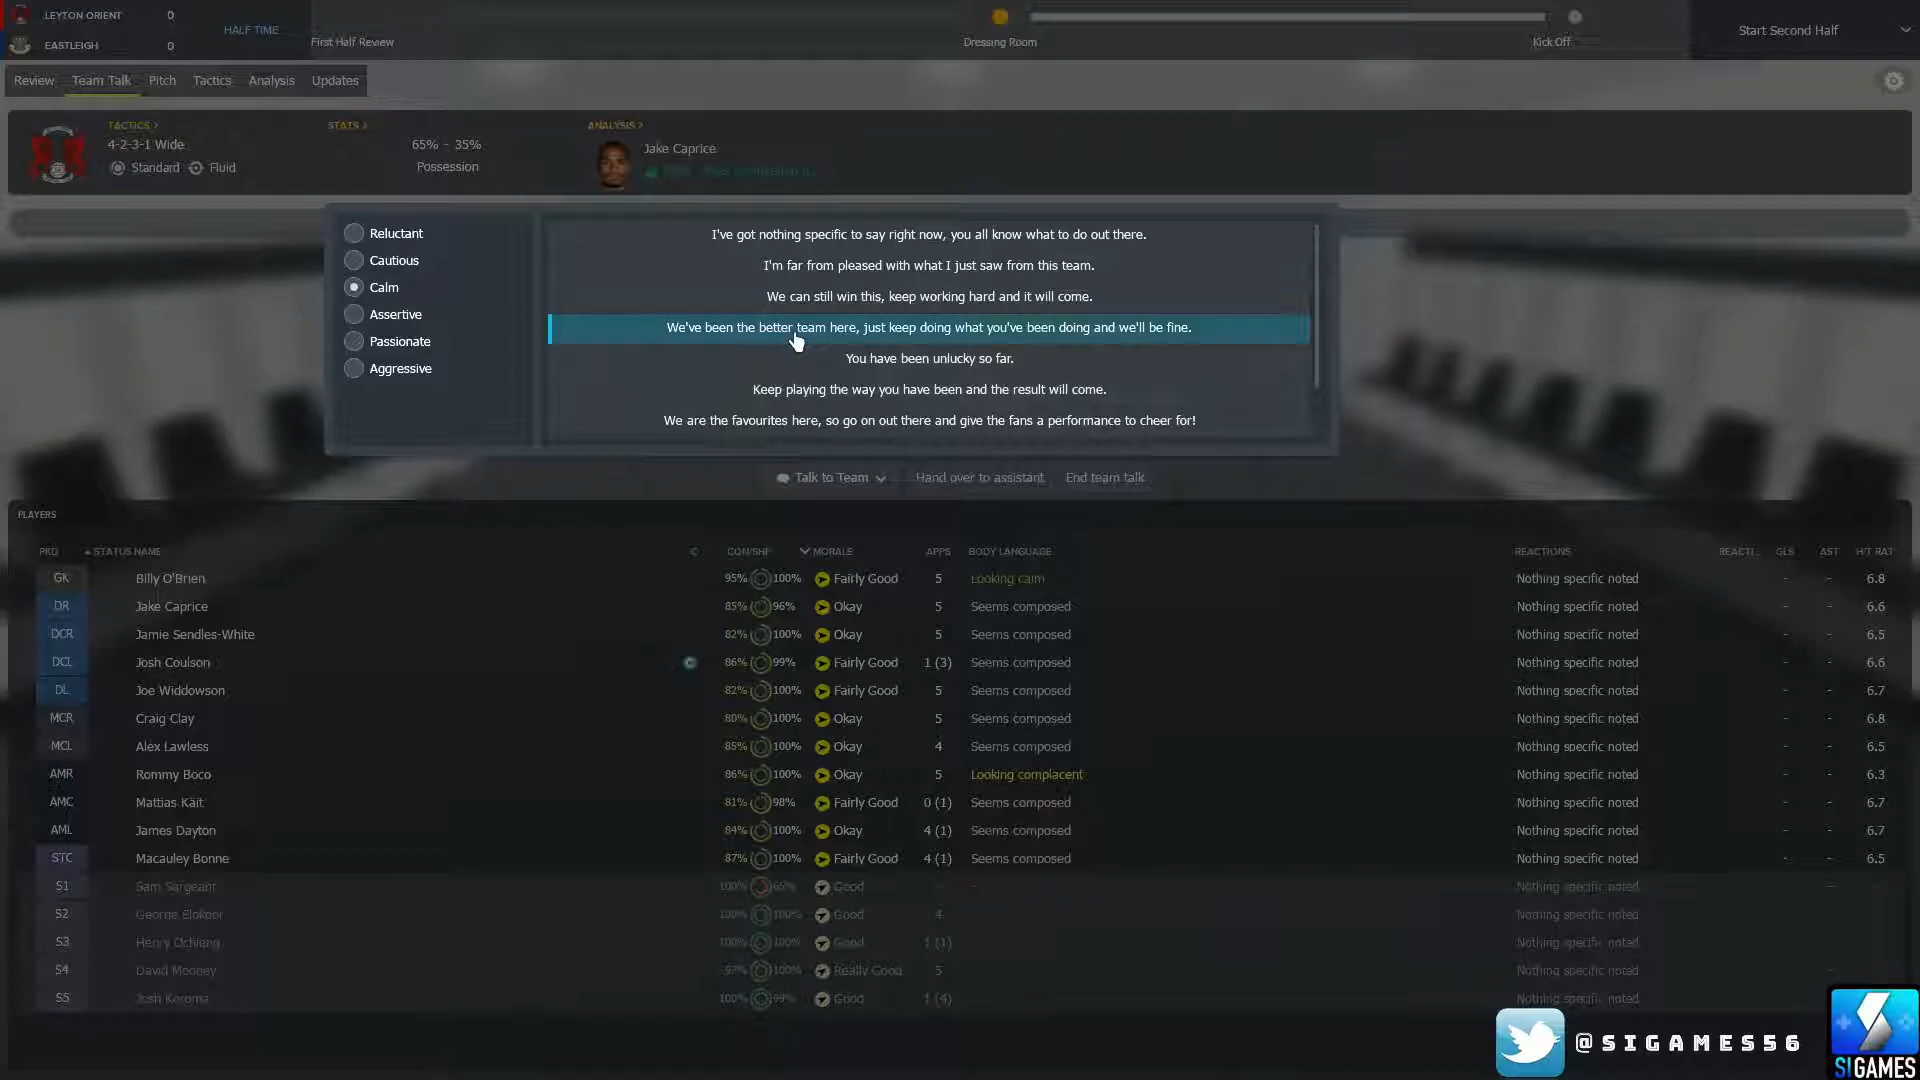 LEYTON ORIENT 0
EASTLEIGH 0
HALF TIME
First Half Review
Dressing Room
Kick Off
Start Second Half
Review Team Talk Pitch Tactics Analysis Updates
TACTICS >
4-2-3-1 Wide
Standard Fluid
STATS >
65% - 35%
Possession
ANALYSIS >
Jake Caprice
Reluctant
Cautious
Calm
Assertive
Passionate
Aggressive
I've got nothing specific to say right now, you all know what to do out there.
I'm far from pleased with what I just saw from this team.
We can still win this, keep working hard and it will come.
We've been the better team here, just keep doing what you've been doing and we'll be fine.
You have been unlucky so far.
Keep playing the way you have been and the result will come.
We are the favourites here, so go on out there and give the fans a performance to cheer for!
Talk to Team Hand over to assistant End team talk
PLAYERS
PKD STATUS NAME C CON/SHP MORALE APPS BODY LANGUAGE REACTIONS REACTI... GLS AST H/T RAT
GK Billy O'Brien 95% 100% Fairly Good 5 Looking calm Nothing specific noted - - 6.8
DR Jake Caprice 85% 96% Okay 5 Seems composed Nothing specific noted - - 6.6
DCR Jamie Sendles-White 82% 100% Okay 5 Seems composed Nothing specific noted - - 6.5
DCL Josh Coulson C 86% 99% Fairly Good 1 (3) Seems composed Nothing specific noted - - 6.6
DL Joe Widdowson 82% 100% Fairly Good 5 Seems composed Nothing specific noted - - 6.7
MCR Craig Clay 80% 100% Okay 5 Seems composed Nothing specific noted - - 6.8
MCL Alex Lawless 85% 100% Okay 4 Seems composed Nothing specific noted - - 6.5
AMR Rommy Boco 86% 100% Okay 5 Looking complacent Nothing specific noted - - 6.3
AMC Mattias Käit 81% 98% Fairly Good 0 (1) Seems composed Nothing specific noted - - 6.7
AML James Dayton 84% 100% Okay 4 (1) Seems composed Nothing specific noted - - 6.7
STC Macauley Bonne 87% 100% Fairly Good 4 (1) Seems composed Nothing specific noted - - 6.5
S1 Sam Sargeant 100% 65% Good - - Nothing specific noted
S2 George Elokobi 100% 100% Good 4 Nothing specific noted
S3 Henry Ochieng 100% 100% Good 1 (1) Nothing specific noted
S4 David Mooney 97% 100% Really Good 5 Nothing specific noted
S5 Josh Koroma 100% 99% Good 1 (4) Nothing specific noted
@SIGAMES56
SIGAMES